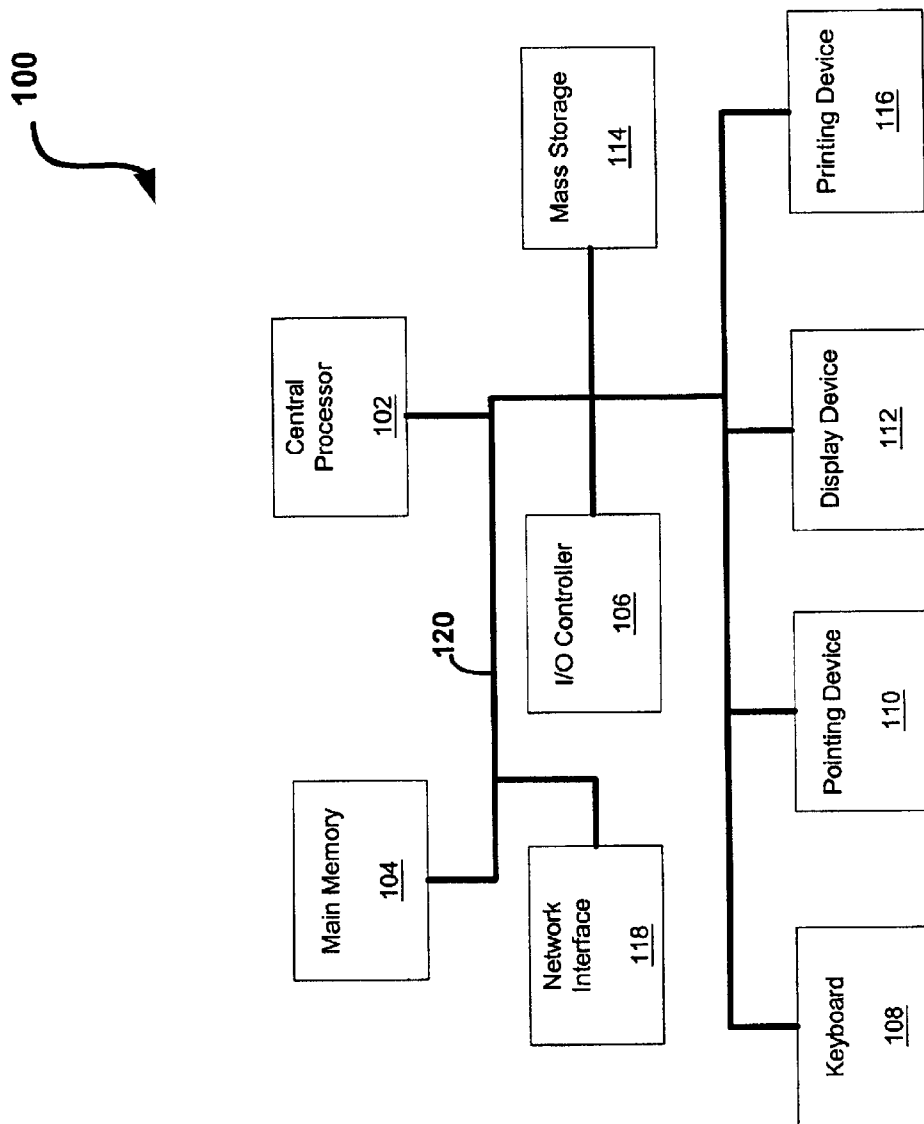 100
Central
Processor
102
Main Memory
104
120
Mass Storage
114
I/O Controller
106
Network
Interface
118
Keyboard
108
Pointing Device
110
Display Device
112
Printing Device
116